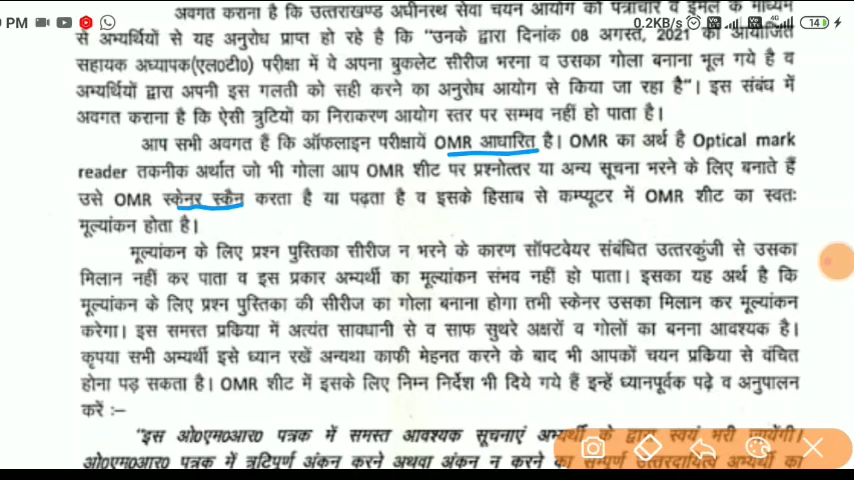 PM 0.2KB/s 14
अवगत कराना है कि उत्तराखण्ड अधीनस्थ सेवा चयन आयोग को पत्राचार व ईमेल के माध्यम
से अभ्यर्थियों से यह अनुरोध प्राप्त हो रहे है कि “उनके द्वारा दिनांक 08 अगस्त, 2021 को आयोजित
सहायक अध्यापक(एल0टी0) परीक्षा में वे अपना बुकलेट सीरीज भरना व उसका गोला बनाना भूल गये है व
अभ्यर्थियों द्वारा अपनी इस गलती को सही करने का अनुरोध आयोग से किया जा रहा है”। इस संबंध में
अवगत कराना है कि ऐसी त्रुटियों का निराकरण आयोग स्तर पर सम्भव नहीं हो पाता है।
आप सभी अवगत हैं कि ऑफलाइन परीक्षायें OMR आधारित है। OMR का अर्थ है Optical mark
reader तकनीक अर्थात जो भी गोला आप OMR शीट पर प्रश्नोत्तर या अन्य सूचना भरने के लिए बनाते हैं
उसे OMR स्केनर स्कैन करता है या पढ़ता है व इसके हिसाब से कम्प्यूटर में OMR शीट का स्वतः
मूल्यांकन होता है।
मूल्यांकन के लिए प्रश्न पुस्तिका सीरीज न भरने के कारण सॉफ्टवेयर संबंधित उत्तरकुंजी से उसका
मिलान नहीं कर पाता व इस प्रकार अभ्यर्थी का मूल्यांकन संभव नहीं हो पाता। इसका यह अर्थ है कि
मूल्यांकन के लिए प्रश्न पुस्तिका की सीरीज का गोला बनाना होगा तभी स्केनर उसका मिलान कर मूल्यांकन
करेगा। इस समस्त प्रकिया में अत्यंत सावधानी से व साफ सुथरे अक्षरों व गोलों का बनना आवश्यक है।
कृपया सभी अभ्यर्थी इसे ध्यान रखें अन्यथा काफी मेहनत करने के बाद भी आपकों चयन प्रकिया से वंचित
होना पड़ सकता है। OMR शीट में इसके लिए निम्न निर्देश भी दिये गये हैं इन्हें ध्यानपूर्वक पढ़े व अनुपालन
करें :–
“इस ओ0एम0आर0 पत्रक में समस्त आवश्यक सूचनाएं अभ्यर्थी के द्वारा स्वयं भरी जायेंगी।
ओ0एम0आर0 पत्रक में त्रुटिपूर्ण अंकन करने अथवा अंकन न करने का सम्पूर्ण उत्तरदायित्व अभ्यर्थी का